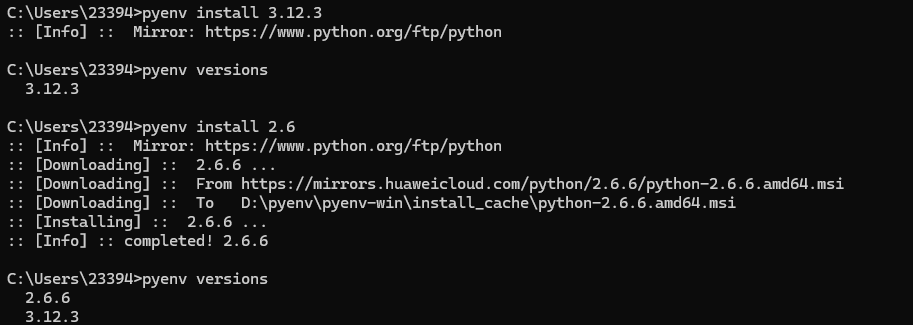 C:\Users\23394>pyenv install 3.12.3
:: [Info] ::  Mirror: https://www.python.org/ftp/python
C:\Users\23394>pyenv versions
  3.12.3
C:\Users\23394>pyenv install 2.6
:: [Info] ::  Mirror: https://www.python.org/ftp/python
:: [Downloading] ::  2.6.6 ...
:: [Downloading] ::  From https://mirrors.huaweicloud.com/python/2.6.6/python-2.6.6.amd64.msi
:: [Downloading] ::  To   D:\pyenv\pyenv-win\install_cache\python-2.6.6.amd64.msi
:: [Installing] ::  2.6.6 ...
:: [Info] :: completed! 2.6.6
C:\Users\23394>pyenv versions
  2.6.6
  3.12.3